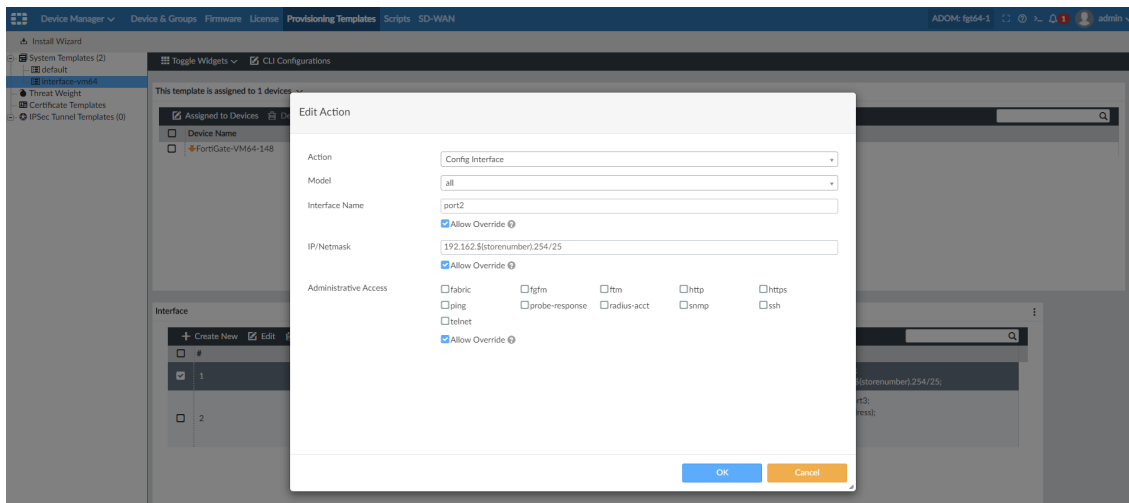 Device Manager Device & Groups Firmware License Provisioning Templates Scripts SD-WAN ADOM: fgt64-1 1 admin
Install Wizard
System Templates (2)
default
interface-vm64
Threat Weight
Certificate Templates
IPSec Tunnel Templates (0)
Toggle Widgets CLI Configurations
This template is assigned to 1 devices
Assigned to Devices De
Device Name
FortiGate-VM64-148
Edit Action
Action Config Interface
Model all
Interface Name port2
Allow Override
IP/Netmask 192.162.$(storenumber).254/25
Allow Override
Administrative Access fabric fgfm ftm http https
ping probe-response radius-acct snmp ssh
telnet
Allow Override
OK Cancel
Interface
+ Create New Edit
#
1
$(storenumber).254/25;
2
rt3;
ress);